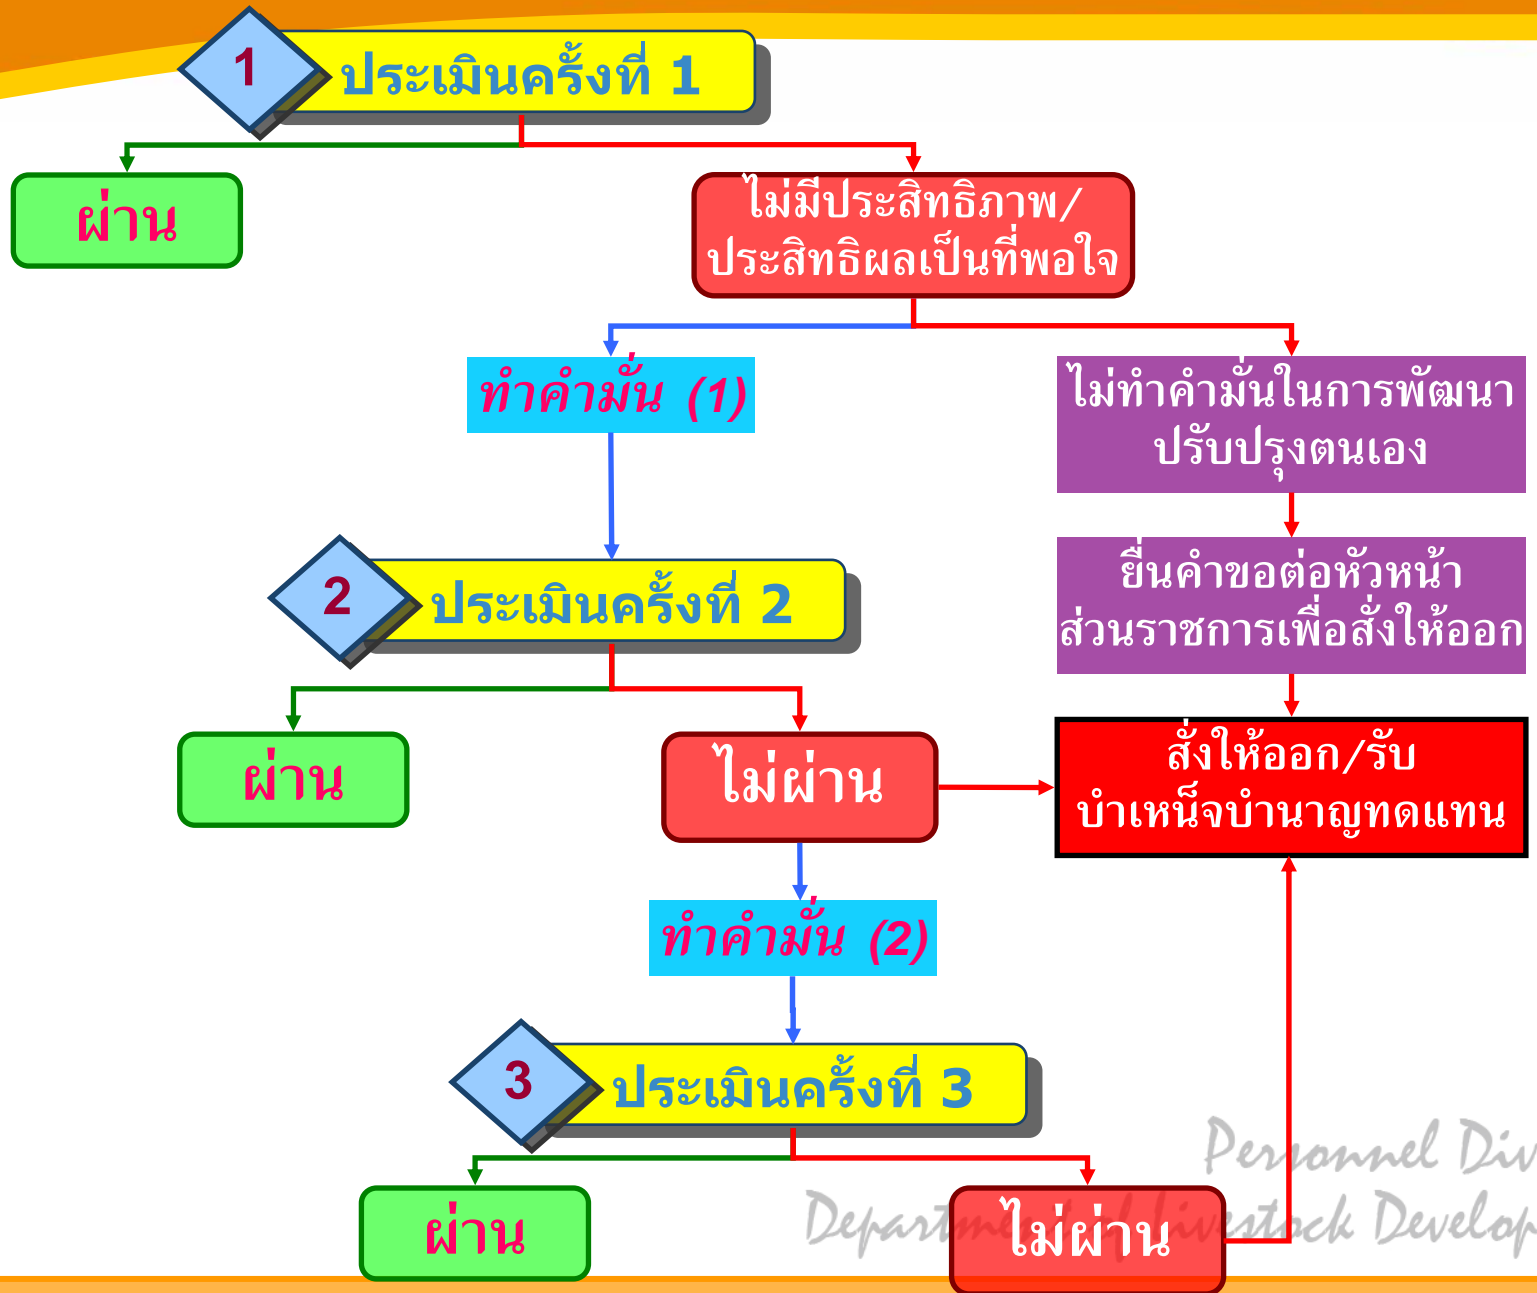 1
ประเมินครั้งที่ 1
ผ่าน
ไม่มีประสิทธิภาพ/
ประสิทธิผลเป็นที่พอใจ
ทำคำมั่น (1)
ไม่ทำคำมั่นในการพัฒนา
ปรับปรุงตนเอง
2
ประเมินครั้งที่ 2
ยื่นคำขอต่อหัวหน้า
ส่วนราชการเพื่อสั่งให้ออก
ผ่าน
ไม่ผ่าน
สั่งให้ออก/รับ
บำเหน็จบำนาญทดแทน
ทำคำมั่น (2)
3
ประเมินครั้งที่ 3
Personnel Div
Department of Livestock Develop
ผ่าน
ไม่ผ่าน